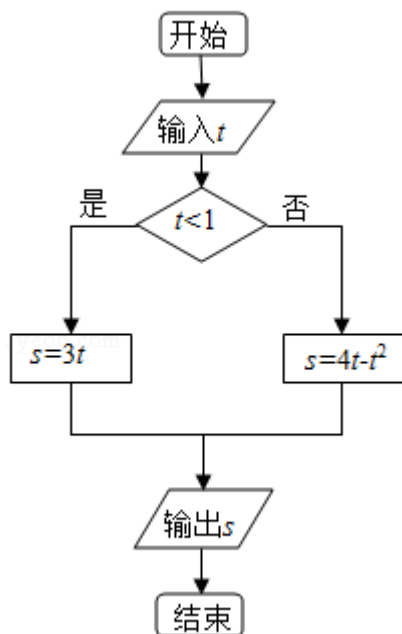 开始
输入t
t<1
是
否
s=3t
s=4t-t²
输出s
结束